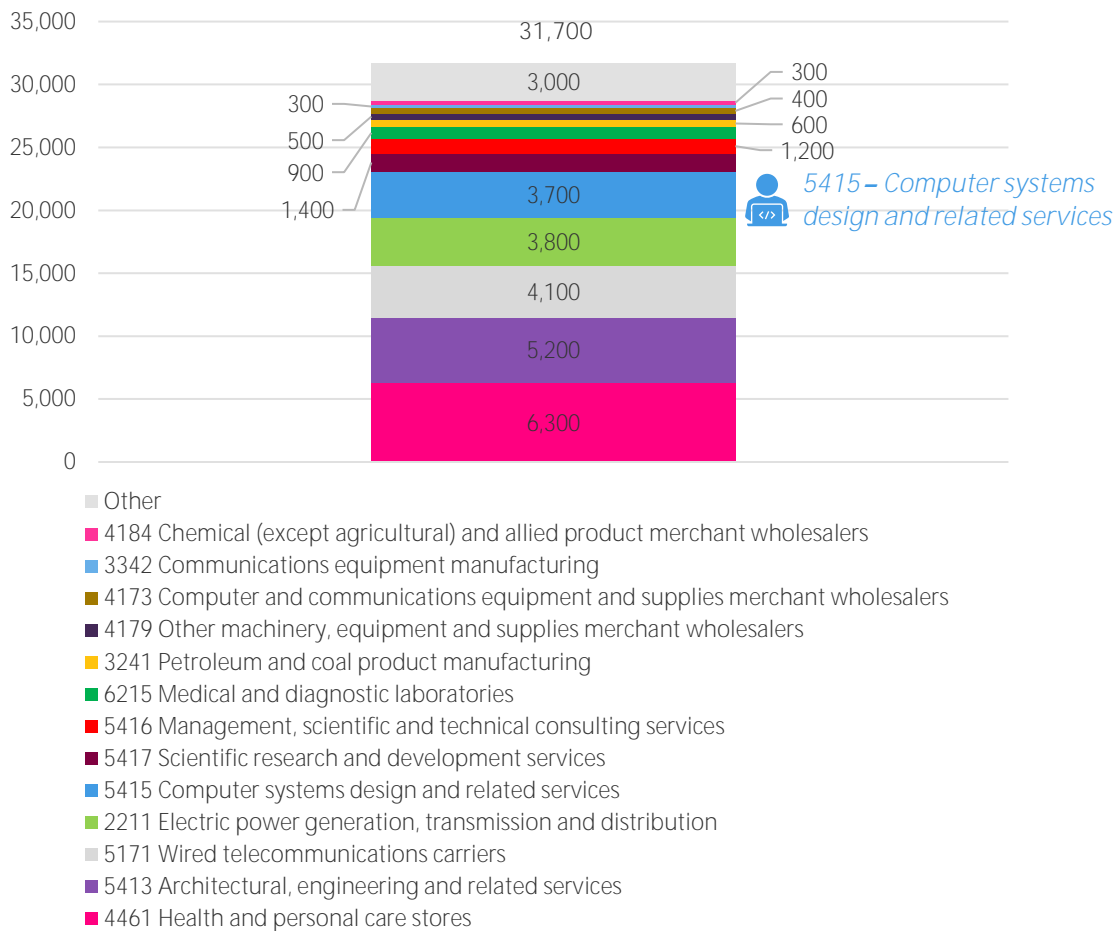 35,000
31,700
30,000
3,000
300
300
400
500
600
25,000
900
1,200
1,400
20,000
3,700
5415 – Computer systems
design and related services
3,800
15,000
4,100
10,000
5,200
5,000
6,300
0
Other
4184 Chemical (except agricultural) and allied product merchant wholesalers
3342 Communications equipment manufacturing
4173 Computer and communications equipment and supplies merchant wholesalers
4179 Other machinery, equipment and supplies merchant wholesalers
3241 Petroleum and coal product manufacturing
6215 Medical and diagnostic laboratories
5416 Management, scientific and technical consulting services
5417 Scientific research and development services
5415 Computer systems design and related services
2211 Electric power generation, transmission and distribution
5171 Wired telecommunications carriers
5413 Architectural, engineering and related services
4461 Health and personal care stores